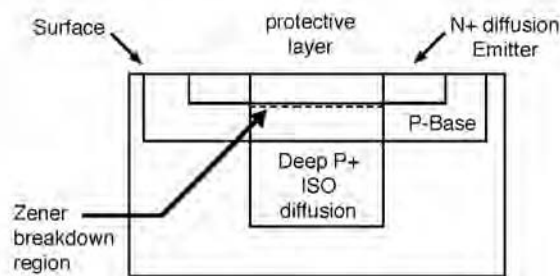 Surface
protective
layer
N+ diffusion
Emitter
P-Base
Deep P+
ISO
diffusion
Zener
breakdown
region